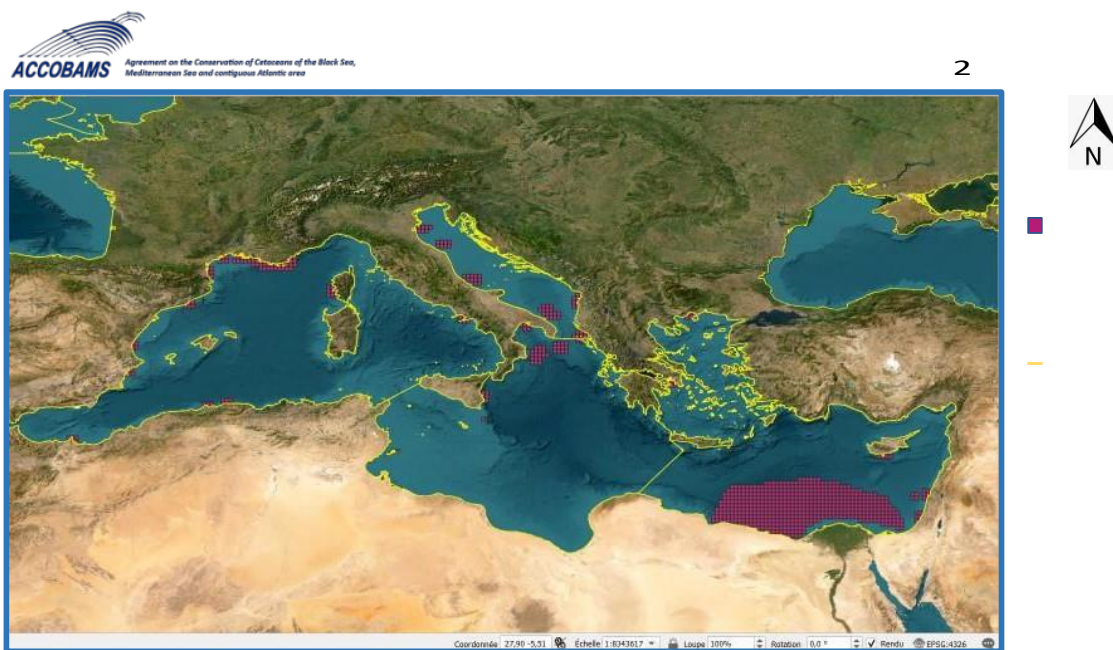 ACCOBAMS
Agreement on the Conservation of Cetaceans of the Black Sea,
Mediterranean Sea and contiguous Atlantic area
2
N
Coordonnée 27,90 -5,51 Échelle 1:8343617 Loupe 100% Rotation 0,0 ° Rendu EPSG:4326